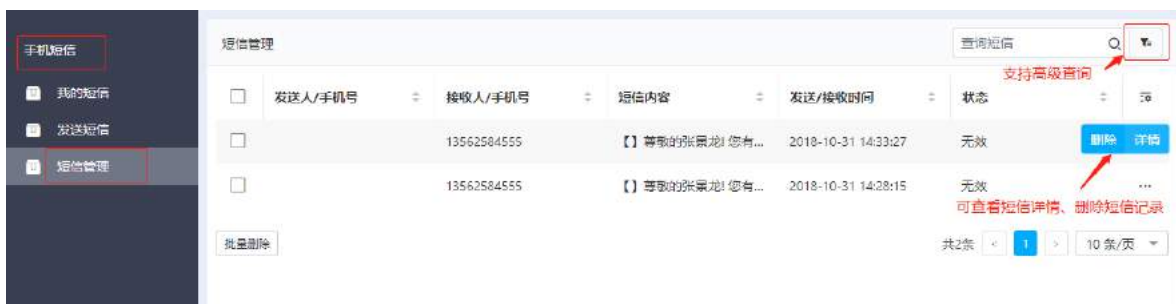 手机短信
我的短信
发送短信
短信管理
短信管理
查询短信
支持高级查询
发送人/手机号 接收人/手机号 短信内容 发送/接收时间 状态
13562584555 【】尊敬的张景龙! 您有... 2018-10-31 14:33:27 无效 删除 详情
13562584555 【】尊敬的张景龙! 您有... 2018-10-31 14:28:15 无效 ...
可查看短信详情、删除短信记录
批量删除 共2条 < 1 > 10 条/页